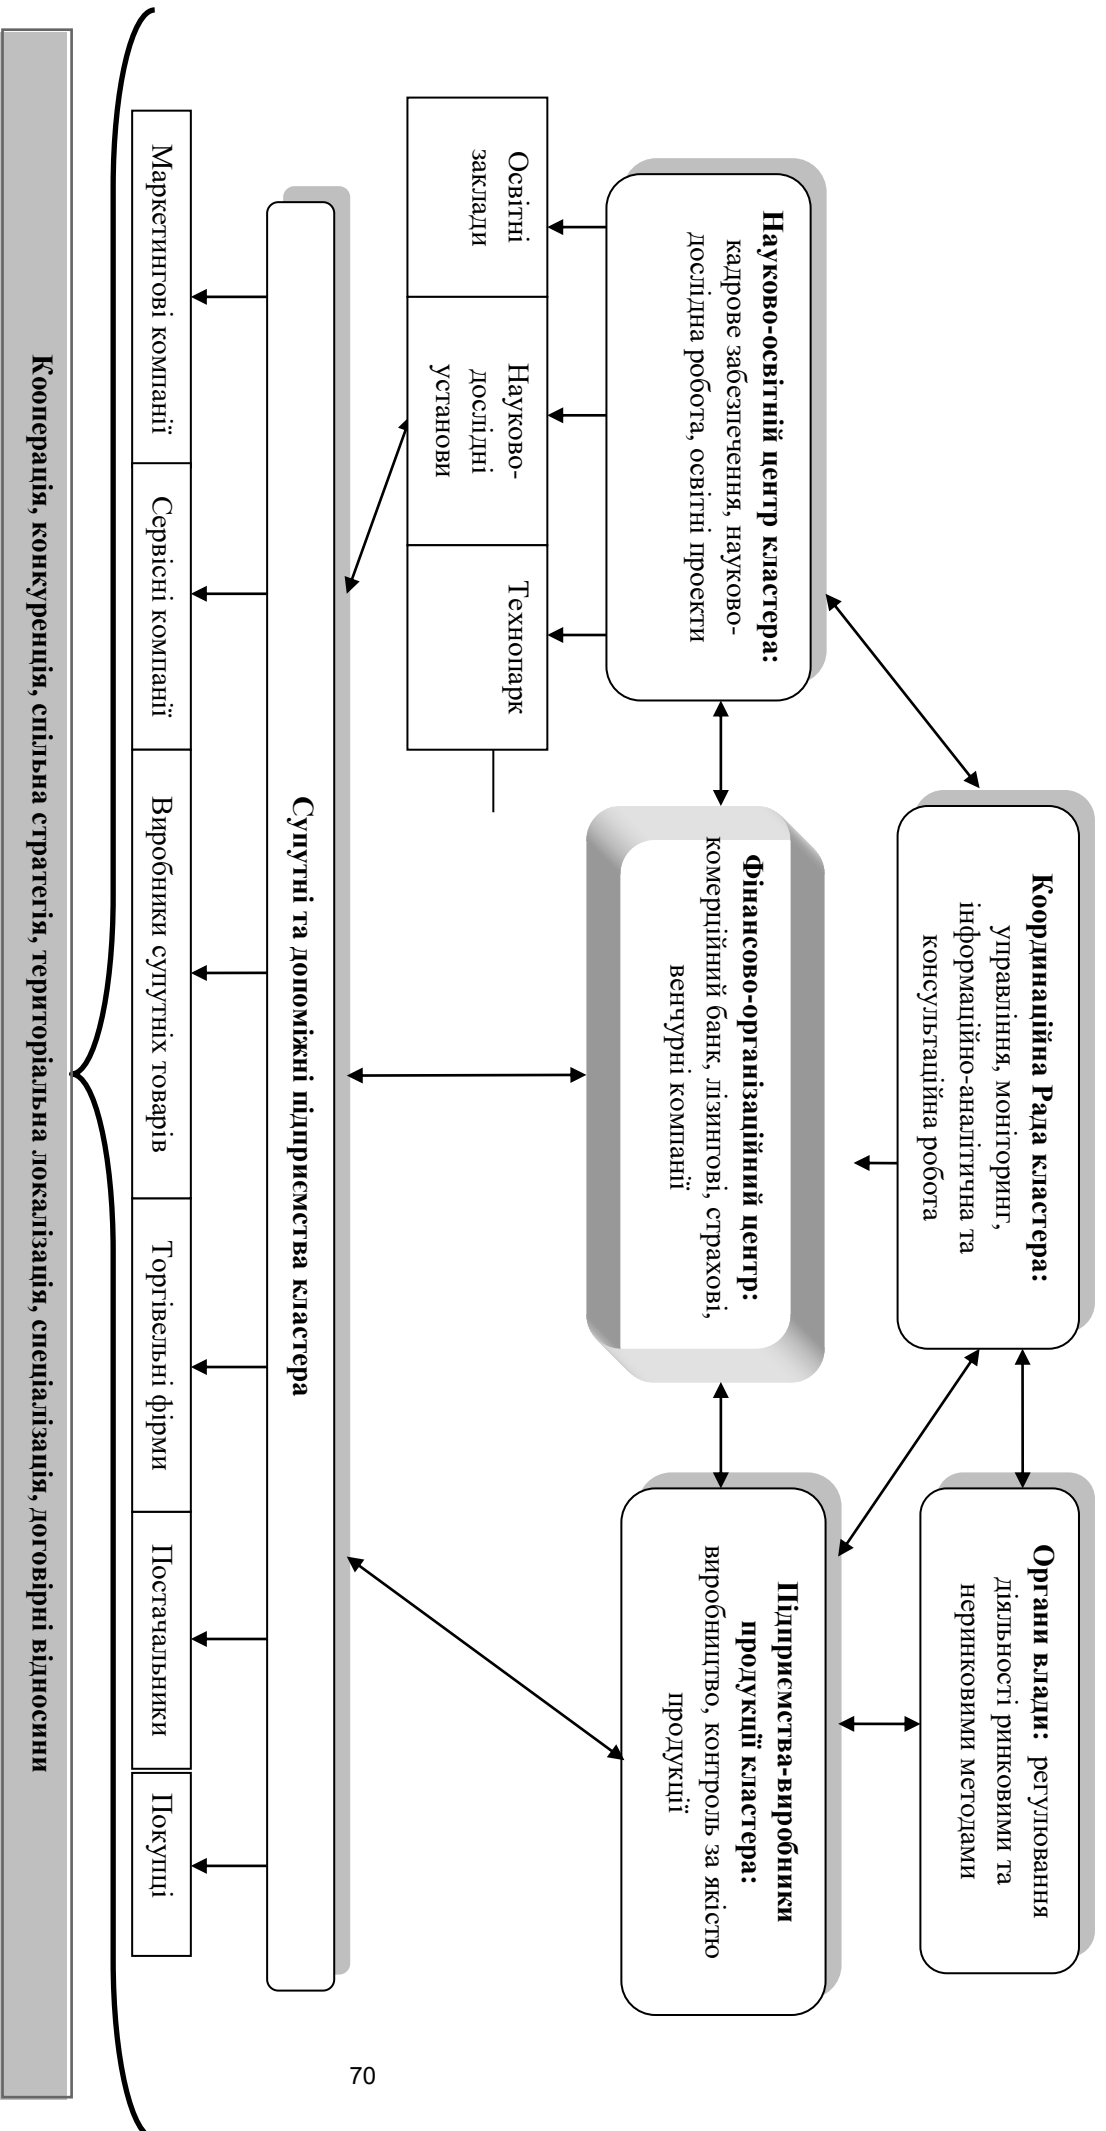 Координаційна Рада кластера:
управління, моніторинг,
інформаційно-аналітична та
консультаційна робота
Органи влади: регулювання
діяльності ринковими та
неринковими методами
Науково-освітній центр кластера:
кадрове забезпечення, науково-
дослідна робота, освітні проекти
Фінансово-організаційний центр:
комерційний банк, лізингові, страхові,
венчурні компанії
Підприємства-виробники
продукції кластера:
виробництво, контроль за якістю
продукції
Освітні
заклади
Науково-
дослідні
установи
Технопарк
Супутні та допоміжні підприємства кластера
Маркетингові компанії
Сервісні компанії
Виробники супутніх товарів
Торгівельні фірми
Постачальники
Покупці
Кооперація, конкуренція, спільна стратегія, територіальна локалізація, спеціалізація, договірні відносини
70